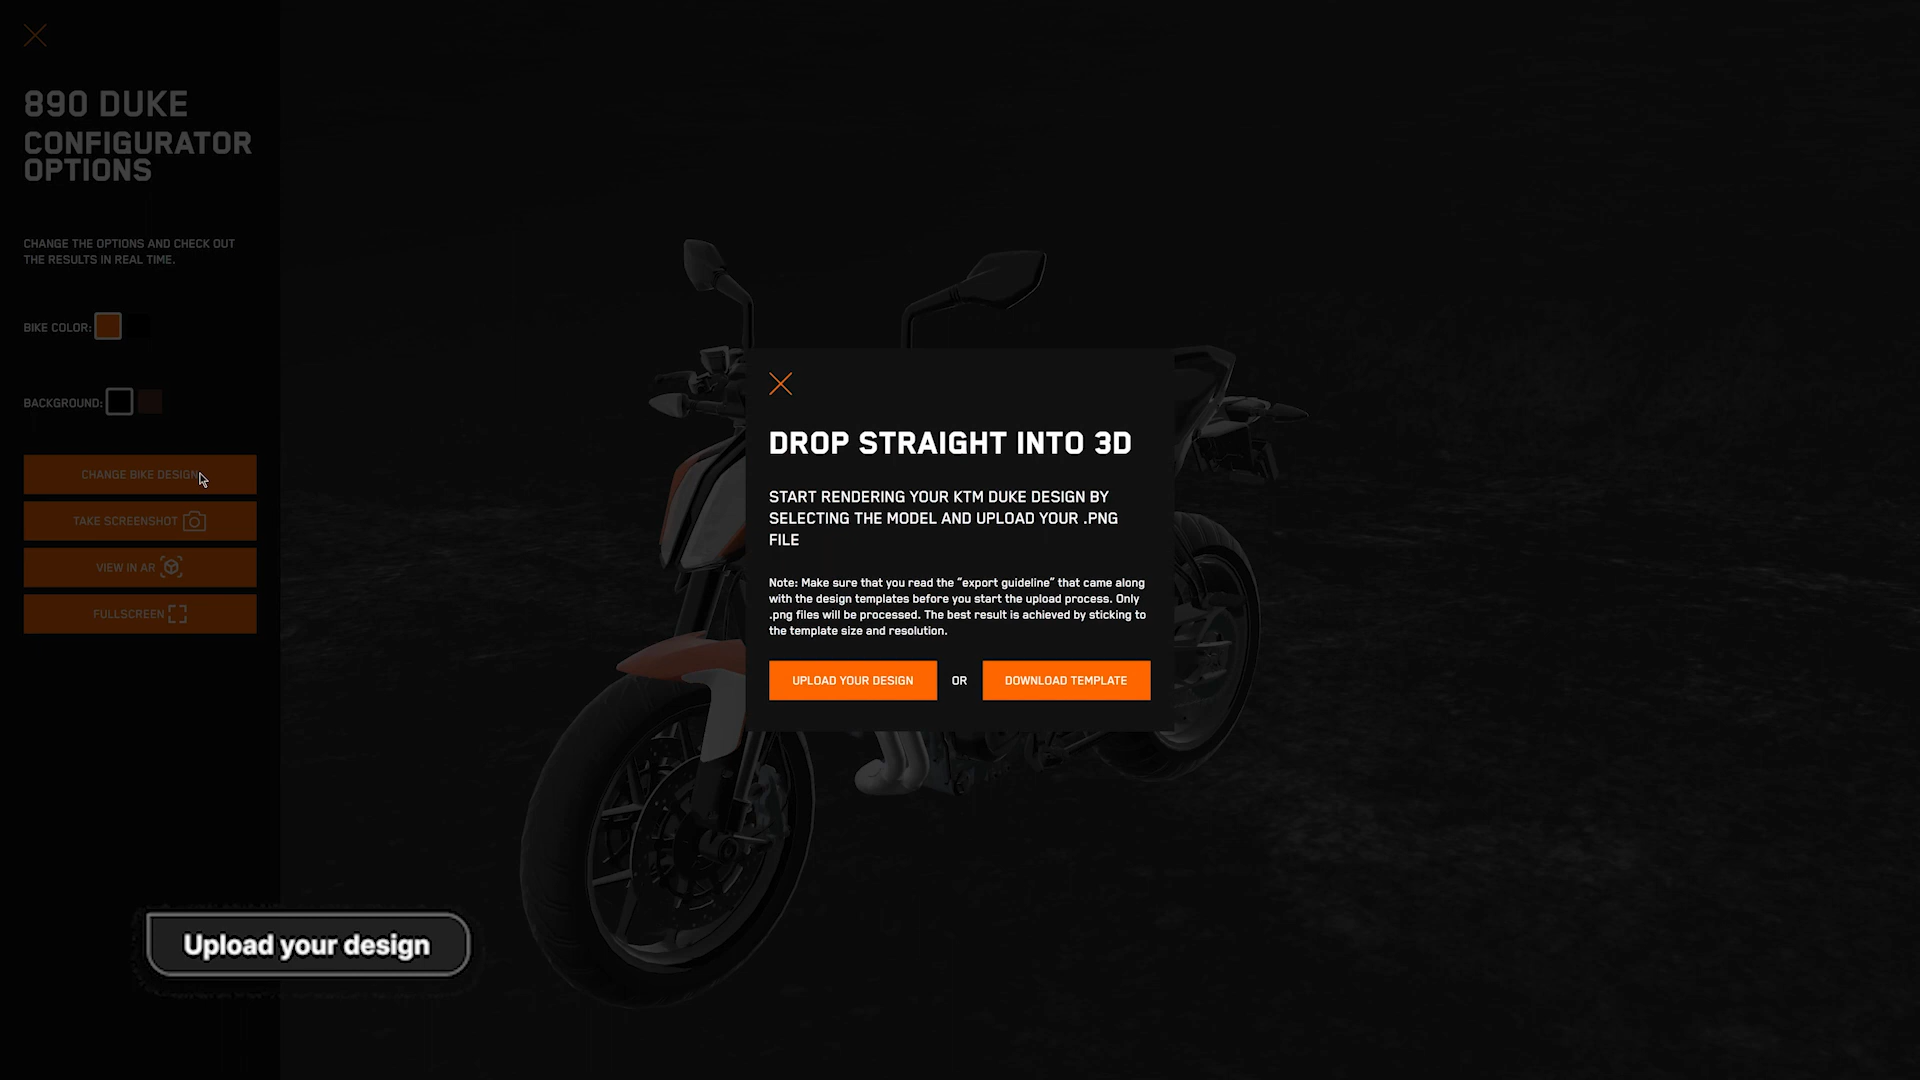 890 DUKE
CONFIGURATOR
OPTIONS
CHANGE THE OPTIONS AND CHECK OUT
THE RESULTS IN REAL TIME.
BIKE COLOR:
BACKGROUND:
CHANGE BIKE DESIGN
TAKE SCREENSHOT
VIEW IN AR
FULLSCREEN
DROP STRAIGHT INTO 3D
START RENDERING YOUR KTM DUKE DESIGN BY
SELECTING THE MODEL AND UPLOAD YOUR .PNG
FILE
Note: Make sure that you read the "export guideline" that came along
with the design templates before you start the upload process. Only
.png files will be processed. The best result is achieved by sticking to
the template size and resolution.
UPLOAD YOUR DESIGN OR DOWNLOAD TEMPLATE
Upload your design